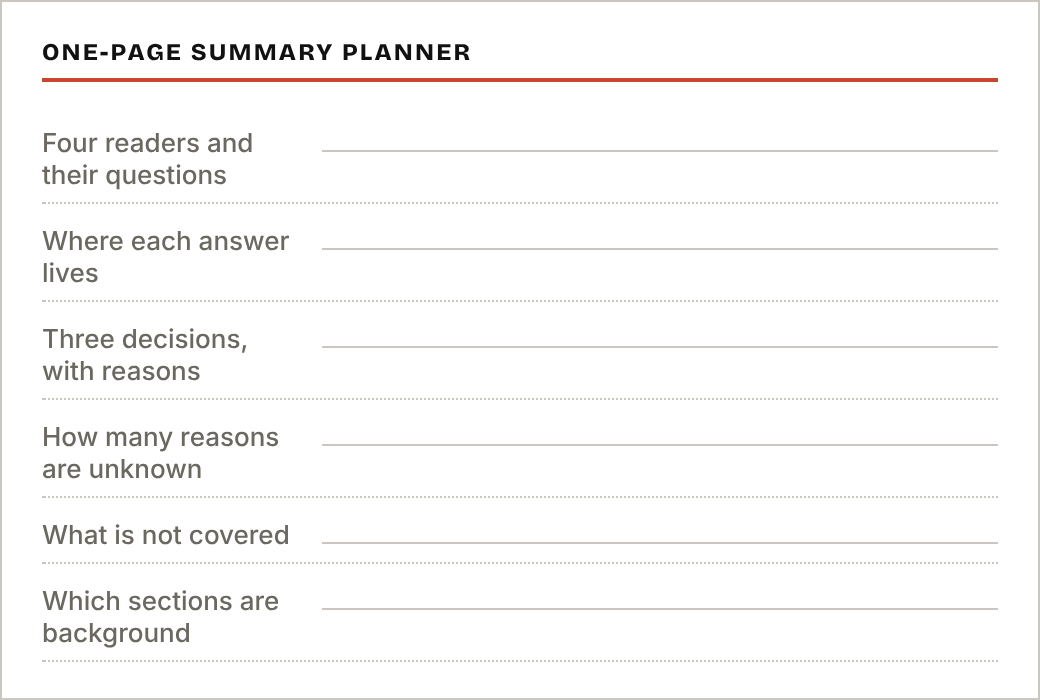 ONE-PAGE SUMMARY PLANNER
Four readers and
their questions
Where each answer
lives
Three decisions,
with reasons
How many reasons
are unknown
What is not covered
Which sections are
background